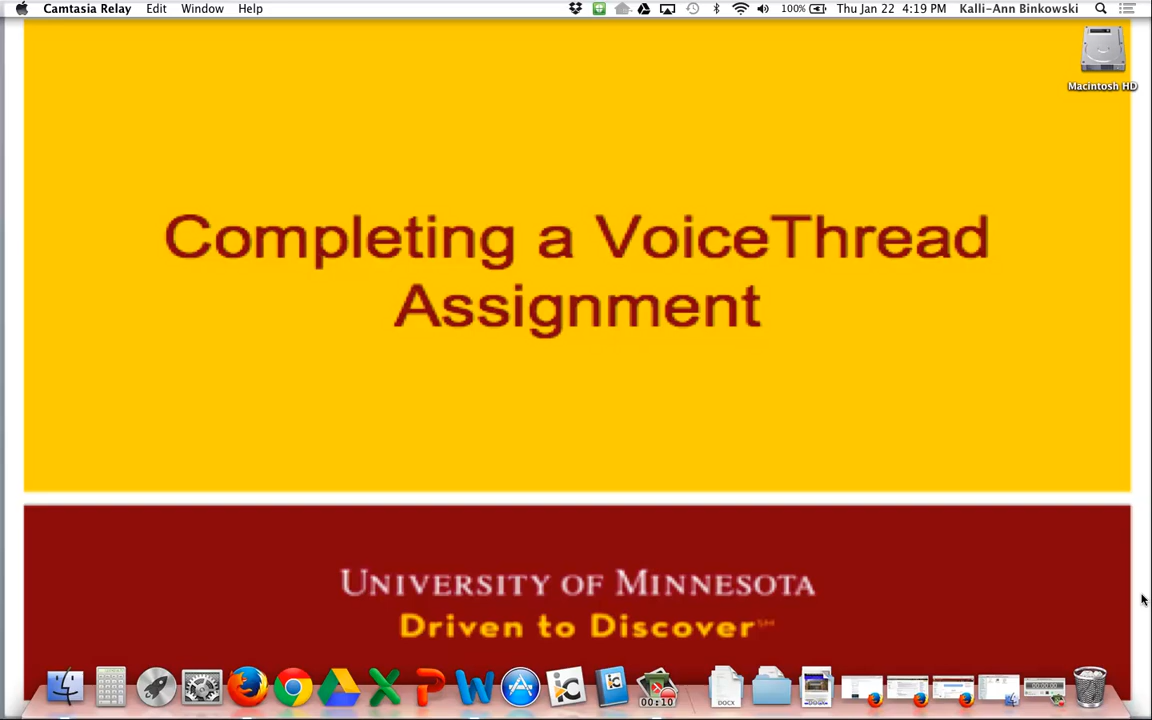 Camtasia Relay Edit Window Help 100% Thu Jan 22 4:19 PM Kalli-Ann Binkowski
Macintosh HD
Completing a VoiceThread
Assignment
UNIVERSITY OF MINNESOTA
Driven to Discover℠
00:10
DOCX